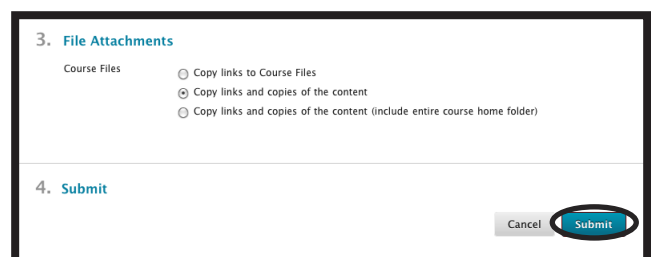 3. File Attachments
Course Files
Copy links to Course Files
Copy links and copies of the content
Copy links and copies of the content (include entire course home folder)
4. Submit
Cancel Submit